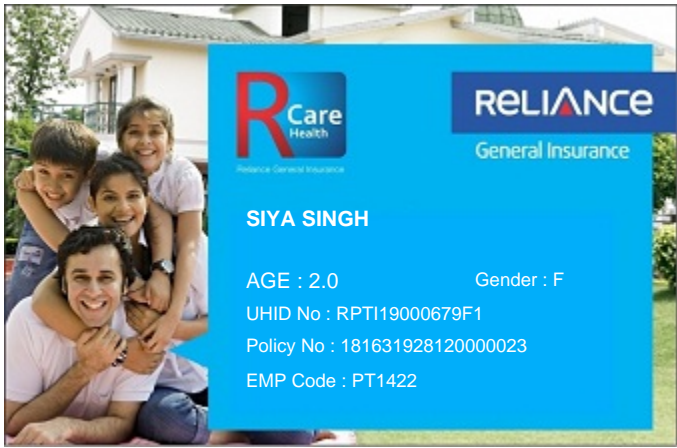 R Care
Health
Reliance General Insurance
RELIANCE
General Insurance
SIYA SINGH
AGE : 2.0 Gender : F
UHID No : RPTI19000679F1
Policy No : 181631928120000023
EMP Code : PT1422